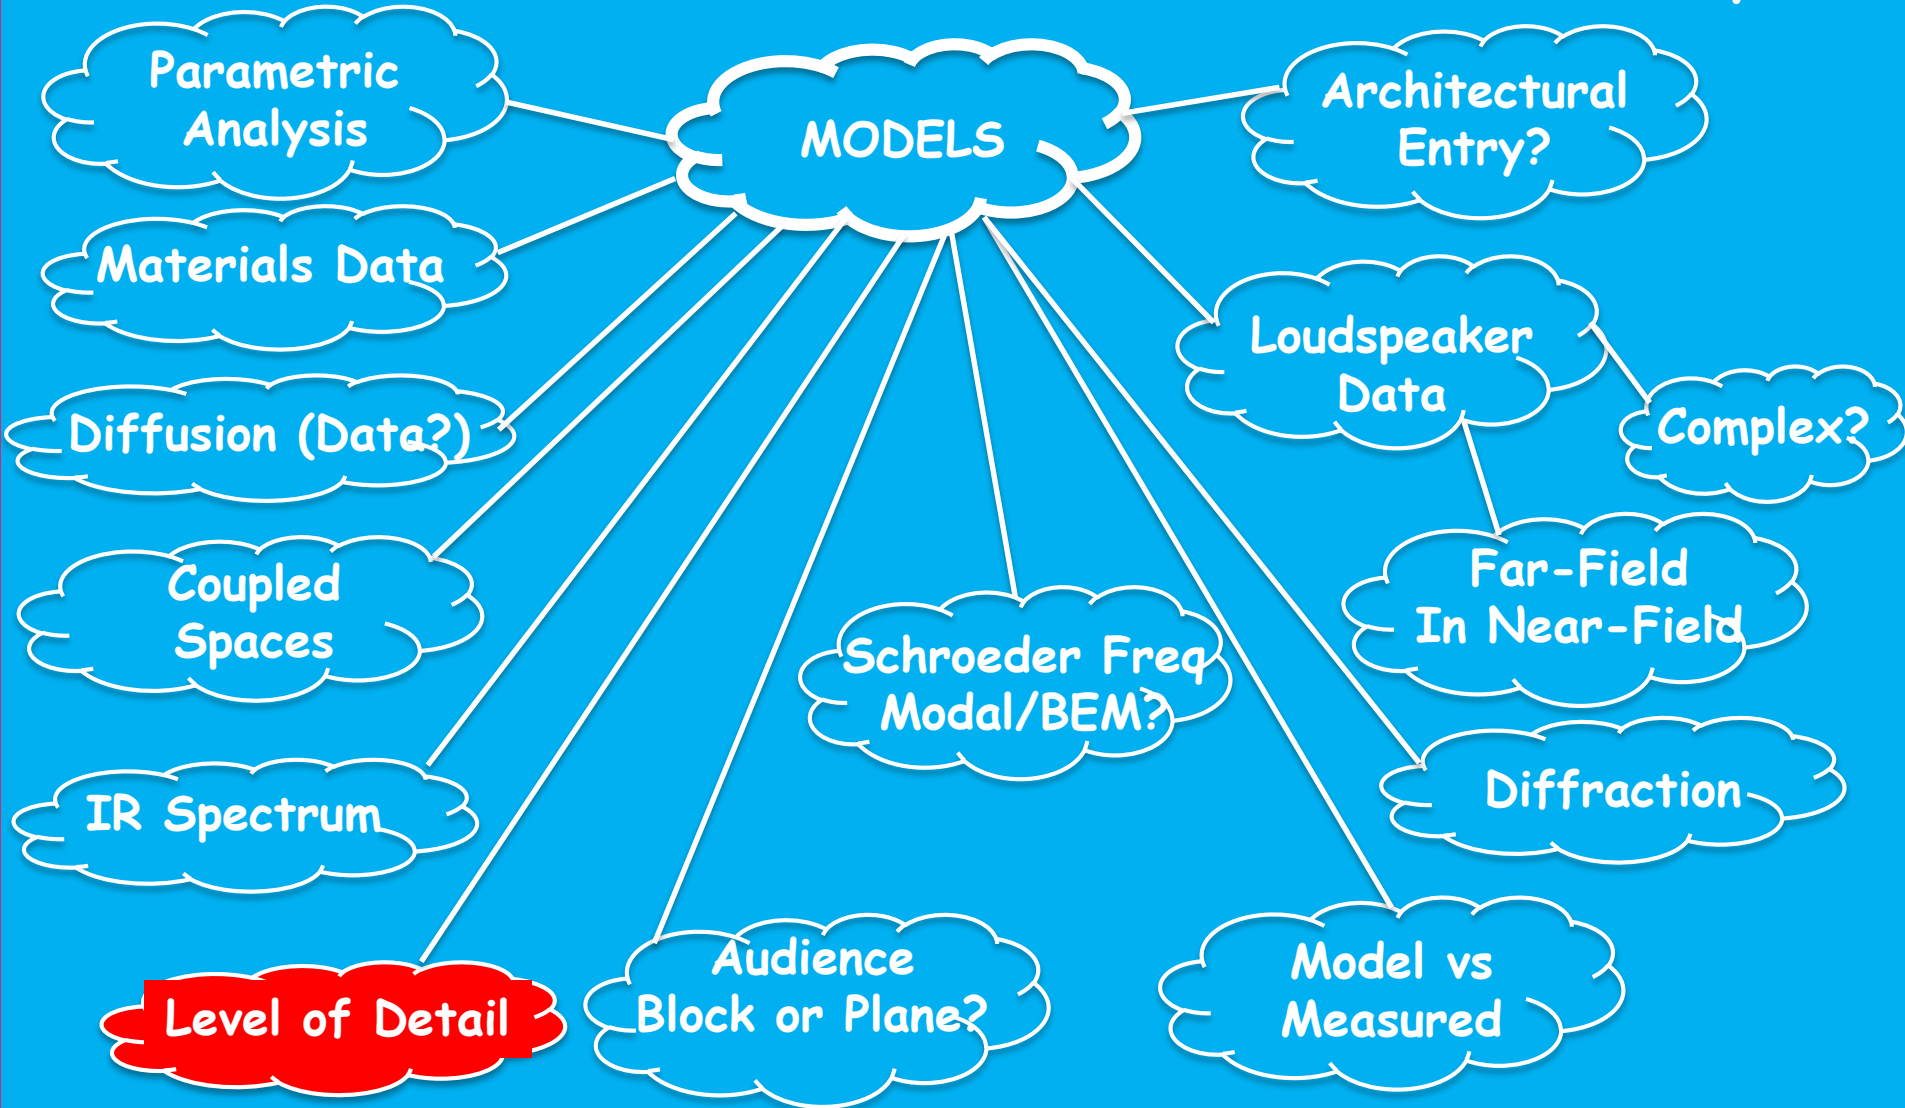 Parametric
Analysis
MODELS
Architectural
Entry?
Materials Data
Loudspeaker
Data
Diffusion (Data?)
Complex?
Coupled
Spaces
Far-Field
In Near-Field
Schroeder Freq
Modal/BEM?
IR Spectrum
Diffraction
Level of Detail
Audience
Block or Plane?
Model vs
Measured